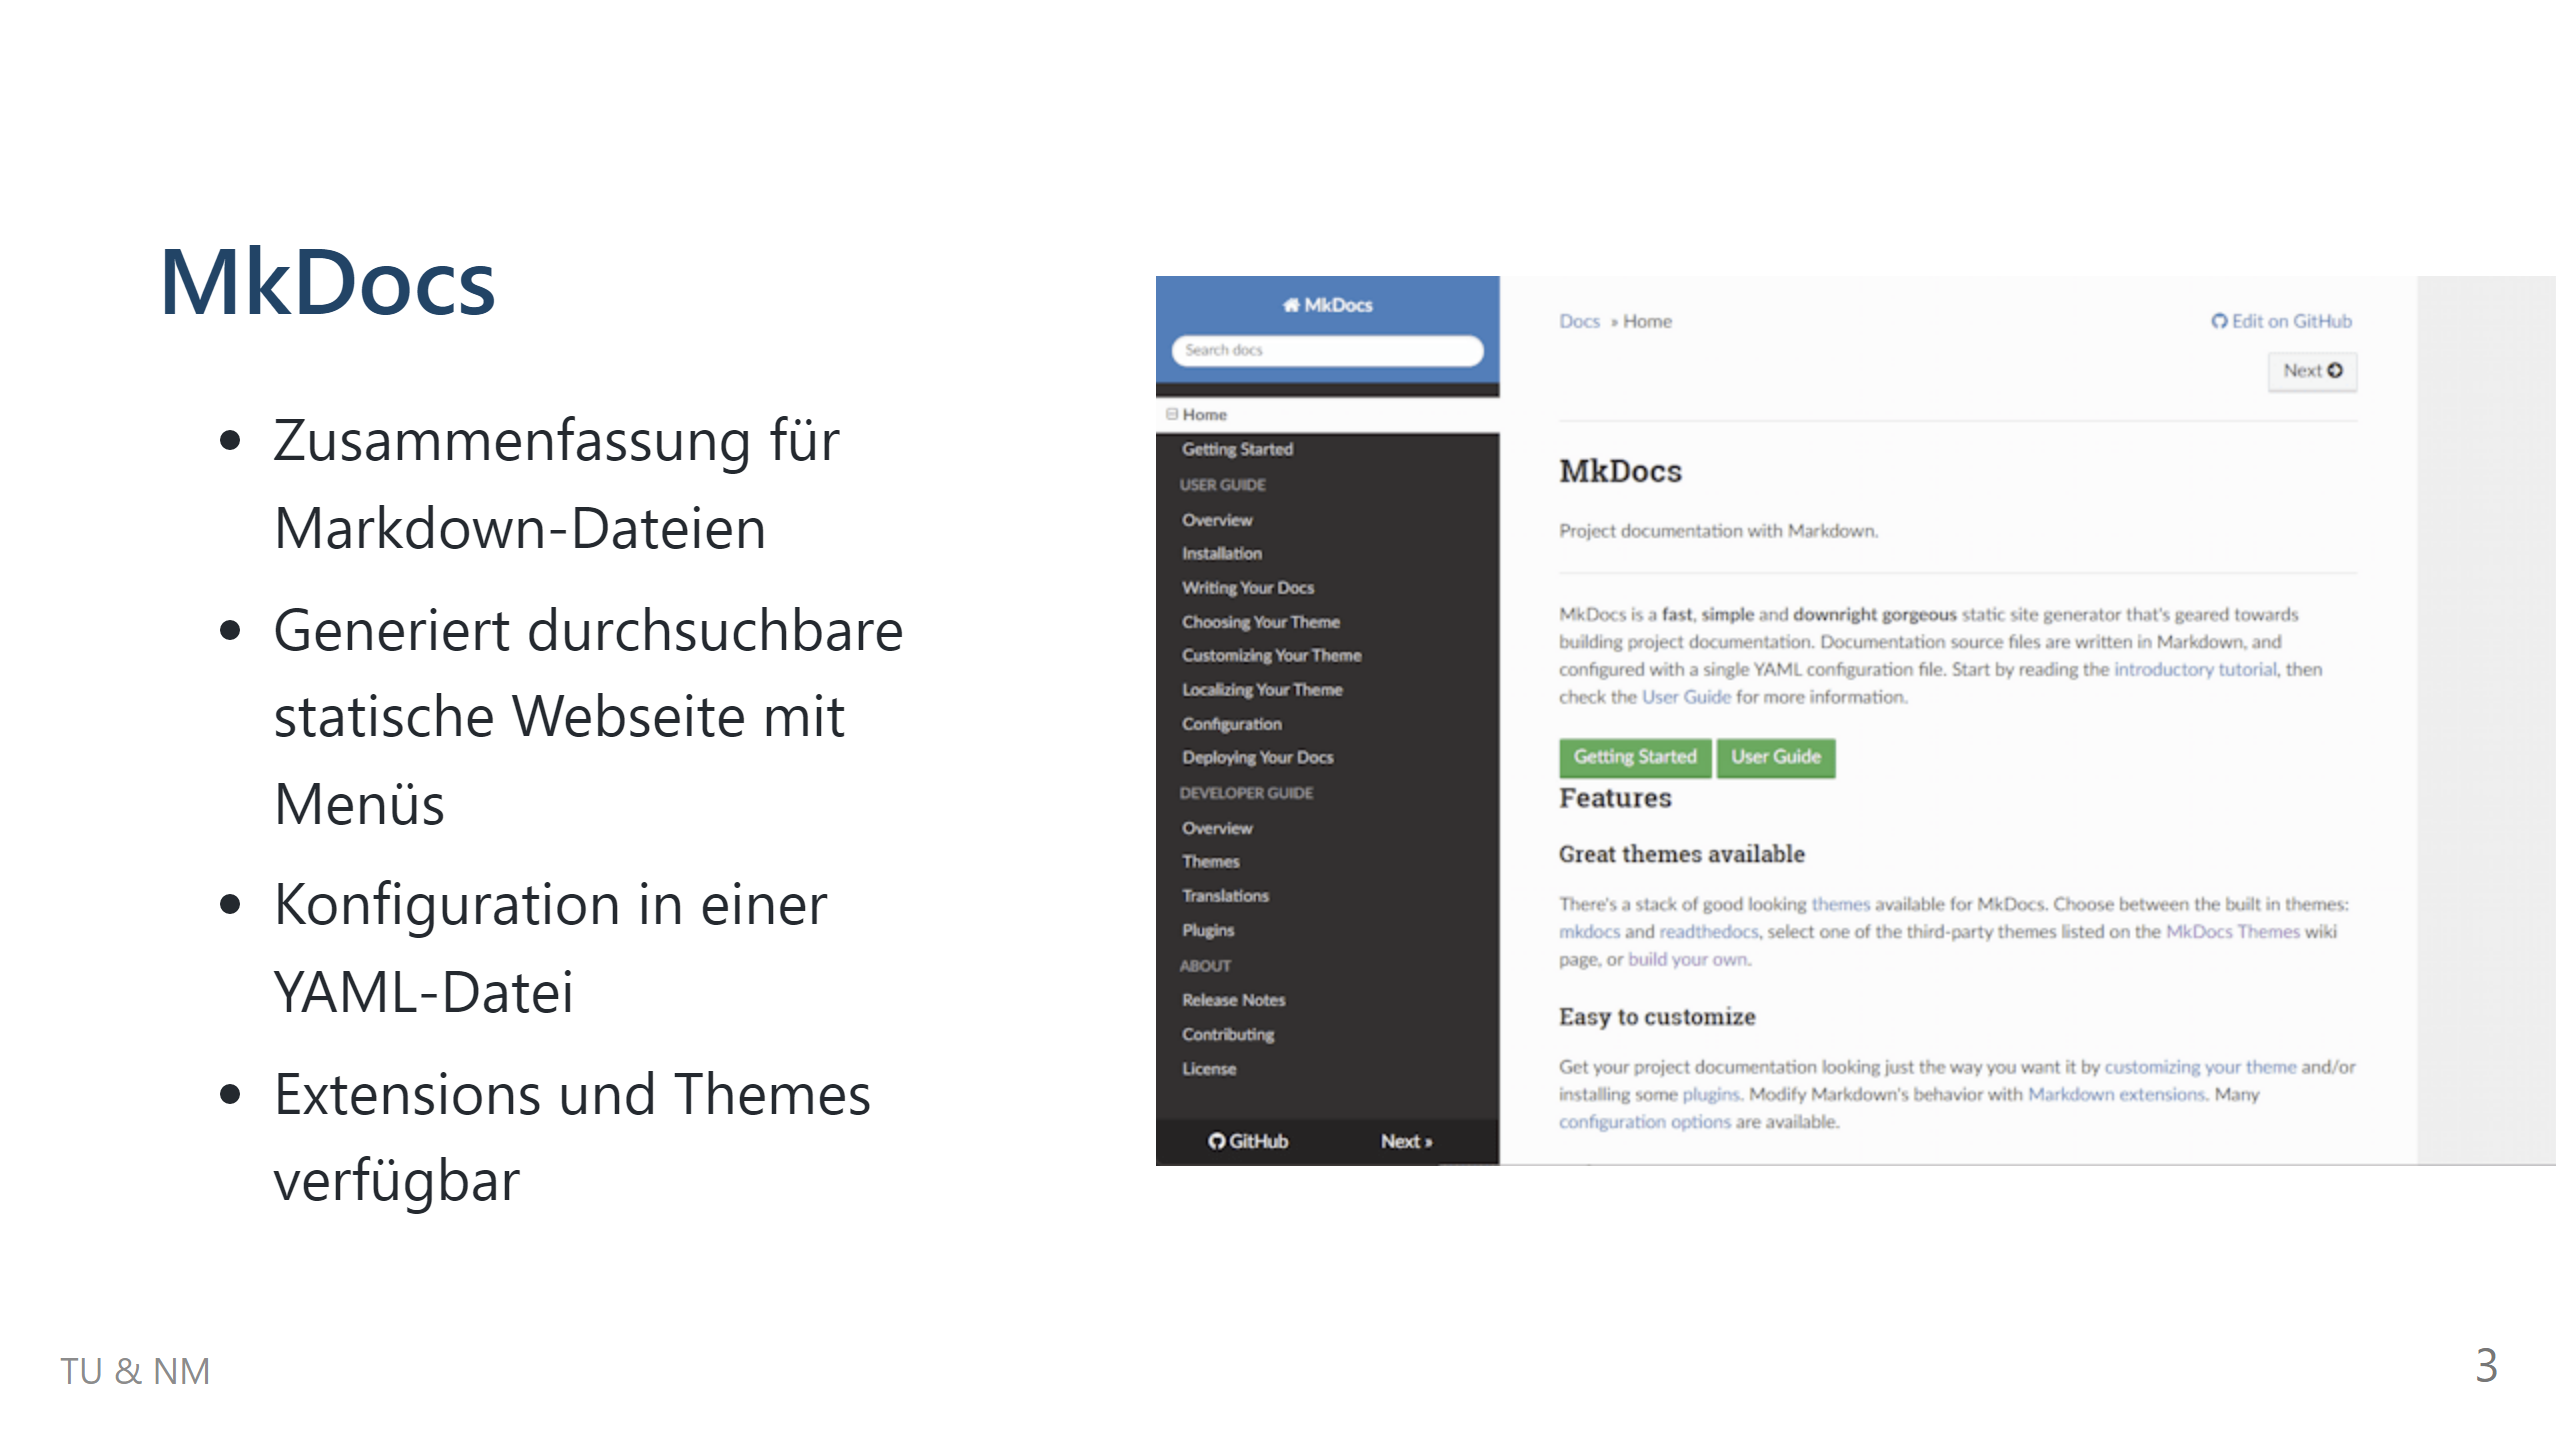 MkDocs
• Zusammenfassung für
Markdown-Dateien
• Generiert durchsuchbare
statische Webseite mit
Menüs
• Konfiguration in einer
YAML-Datei
• Extensions und Themes
verfügbar
MkDocs
Search docs
Home
Getting Started
USER GUIDE
Overview
Installation
Writing Your Docs
Choosing Your Theme
Customizing Your Theme
Localizing Your Theme
Configuration
Deploying Your Docs
DEVELOPER GUIDE
Overview
Themes
Translations
Plugins
ABOUT
Release Notes
Contributing
License
GitHub Next »
Docs » Home Edit on GitHub
Next
MkDocs
Project documentation with Markdown.
MkDocs is a fast, simple and downright gorgeous static site generator that's geared towards
building project documentation. Documentation source files are written in Markdown, and
configured with a single YAML configuration file. Start by reading the introductory tutorial, then
check the User Guide for more information.
Getting Started User Guide
Features
Great themes available
There's a stack of good looking themes available for MkDocs. Choose between the built in themes:
mkdocs and readthedocs, select one of the third-party themes listed on the MkDocs Themes wiki
page, or build your own.
Easy to customize
Get your project documentation looking just the way you want it by customizing your theme and/or
installing some plugins. Modify Markdown's behavior with Markdown extensions. Many
configuration options are available.
TU & NM
3